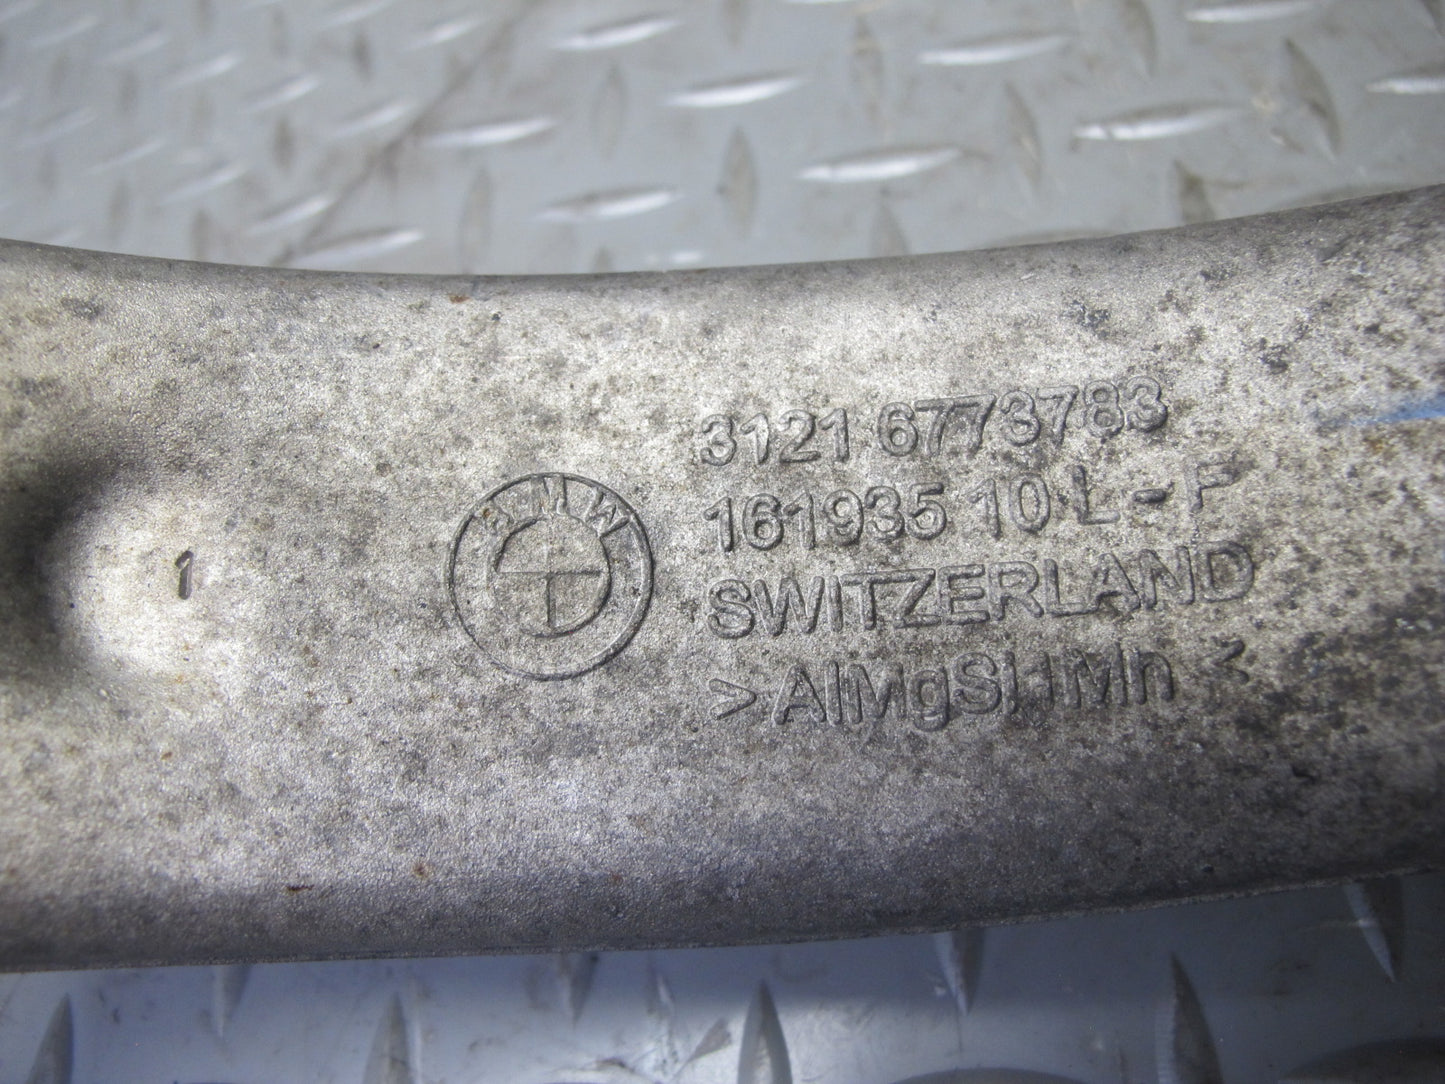 1
BMW
3121 6773783
161935 10 L - F
SWITZERLAND
> AlMgSi1Mn <